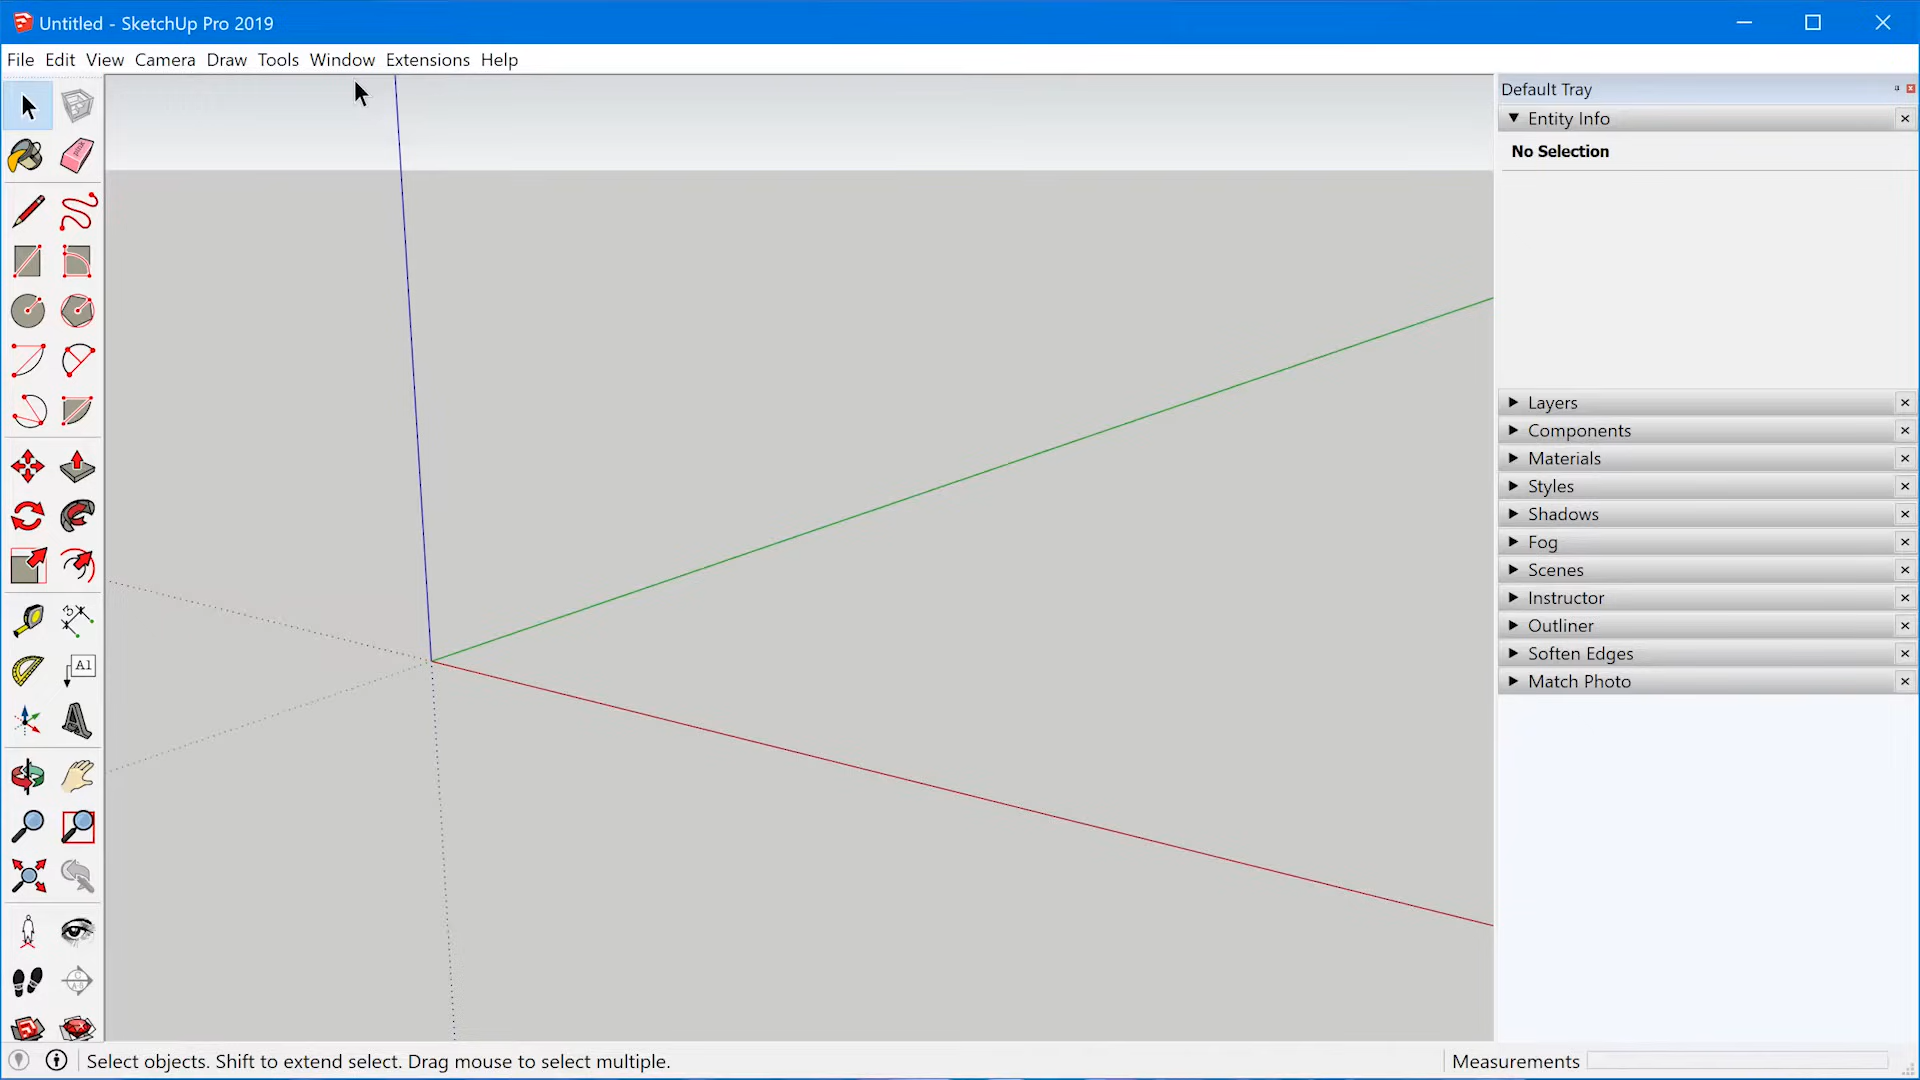 Untitled - SketchUp Pro 2019
File Edit View Camera Draw Tools Window Extensions Help
Default Tray
Entity Info
No Selection
Layers
Components
Materials
Styles
Shadows
Fog
Scenes
Instructor
Outliner
Soften Edges
Match Photo
A1
Select objects. Shift to extend select. Drag mouse to select multiple.
Measurements